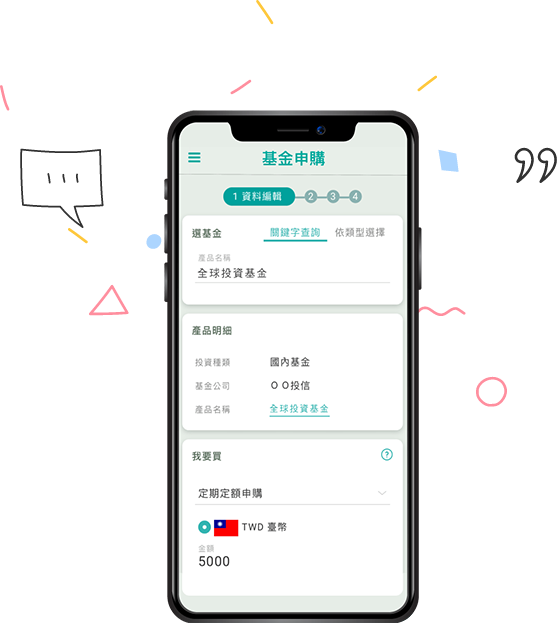 基金申購
1 資料編輯 2 3 4
選基金 關鍵字查詢 依類型選擇
產品名稱
全球投資基金
產品明細
投資種類 國內基金
基金公司 ＯＯ投信
產品名稱 全球投資基金
我要買 ?
定期定額申購
TWD 臺幣
金額
5000